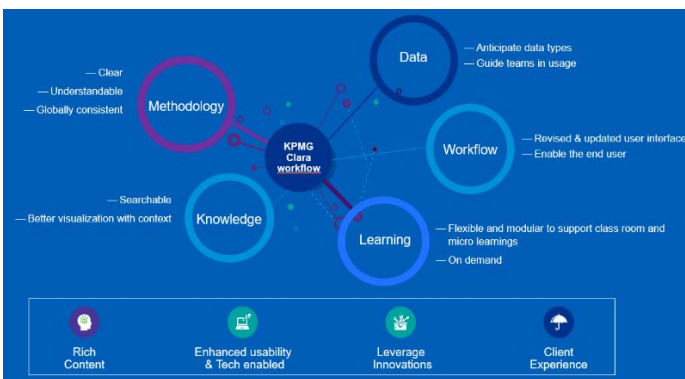 Methodology
— Clear
— Understandable
— Globally consistent
Data
— Anticipate data types
— Guide teams in usage
KPMG
Clara
workflow
Workflow
— Revised & updated user interface
— Enable the end user
Knowledge
— Searchable
— Better visualization with context
Learning
— Flexible and modular to support class room and
micro learnings
— On demand
Rich
Content
Enhanced usability
& Tech enabled
Leverage
Innovations
Client
Experience